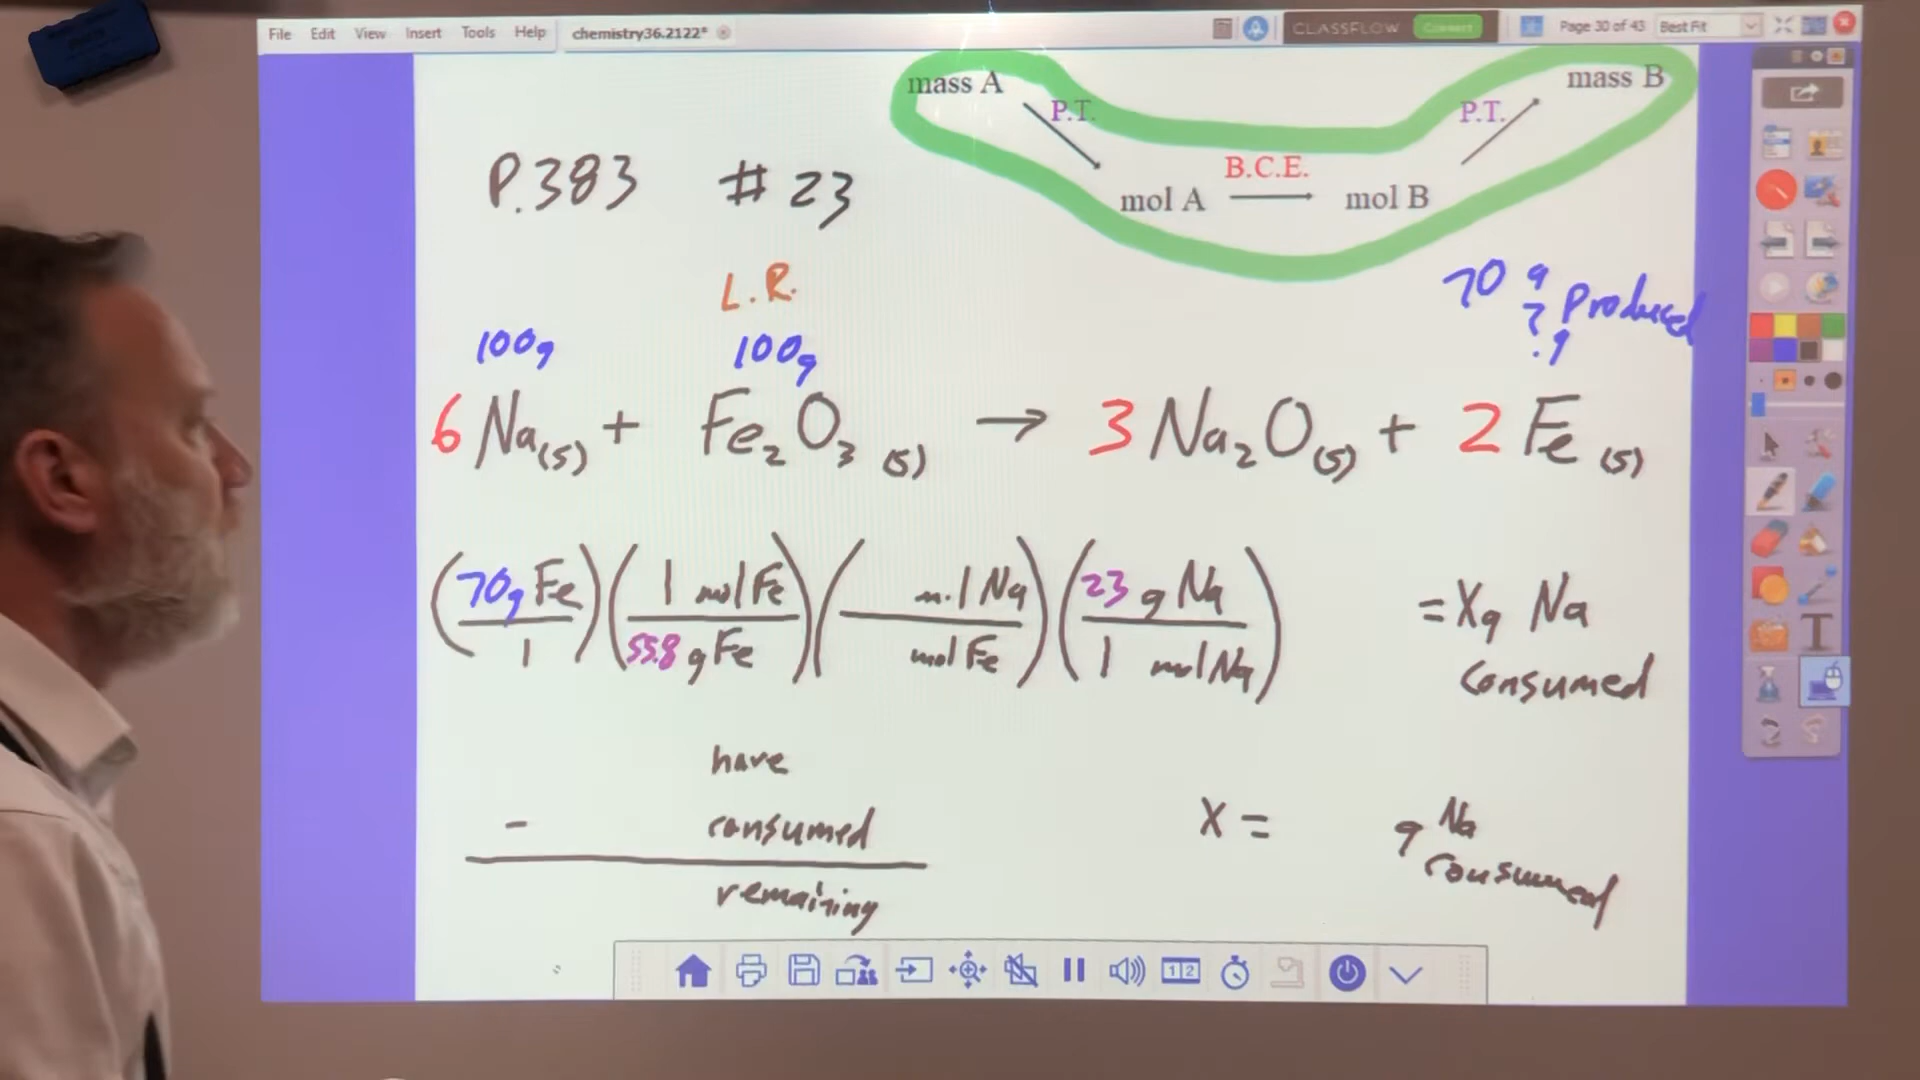 File Edit View Insert Tools Help chemistry36.2122*
CLASSFLOW Connect Page 30 of 43 Best Fit
mass A mass B
P.T. P.T.
B.C.E.
mol A mol B
P.383 # 23
L.R.
70 g Produced
? g
100g 100g
6 Na(s) + Fe2O3 (s) → 3 Na2O(s) + 2 Fe (s)
(70g Fe / 1) (1 mol Fe / 55.8 g Fe) ( mol Na / mol Fe) (23 g Na / 1 mol Na) = X g Na
consumed
have
- consumed
remaining
X = g Na
consumed
T
1 2